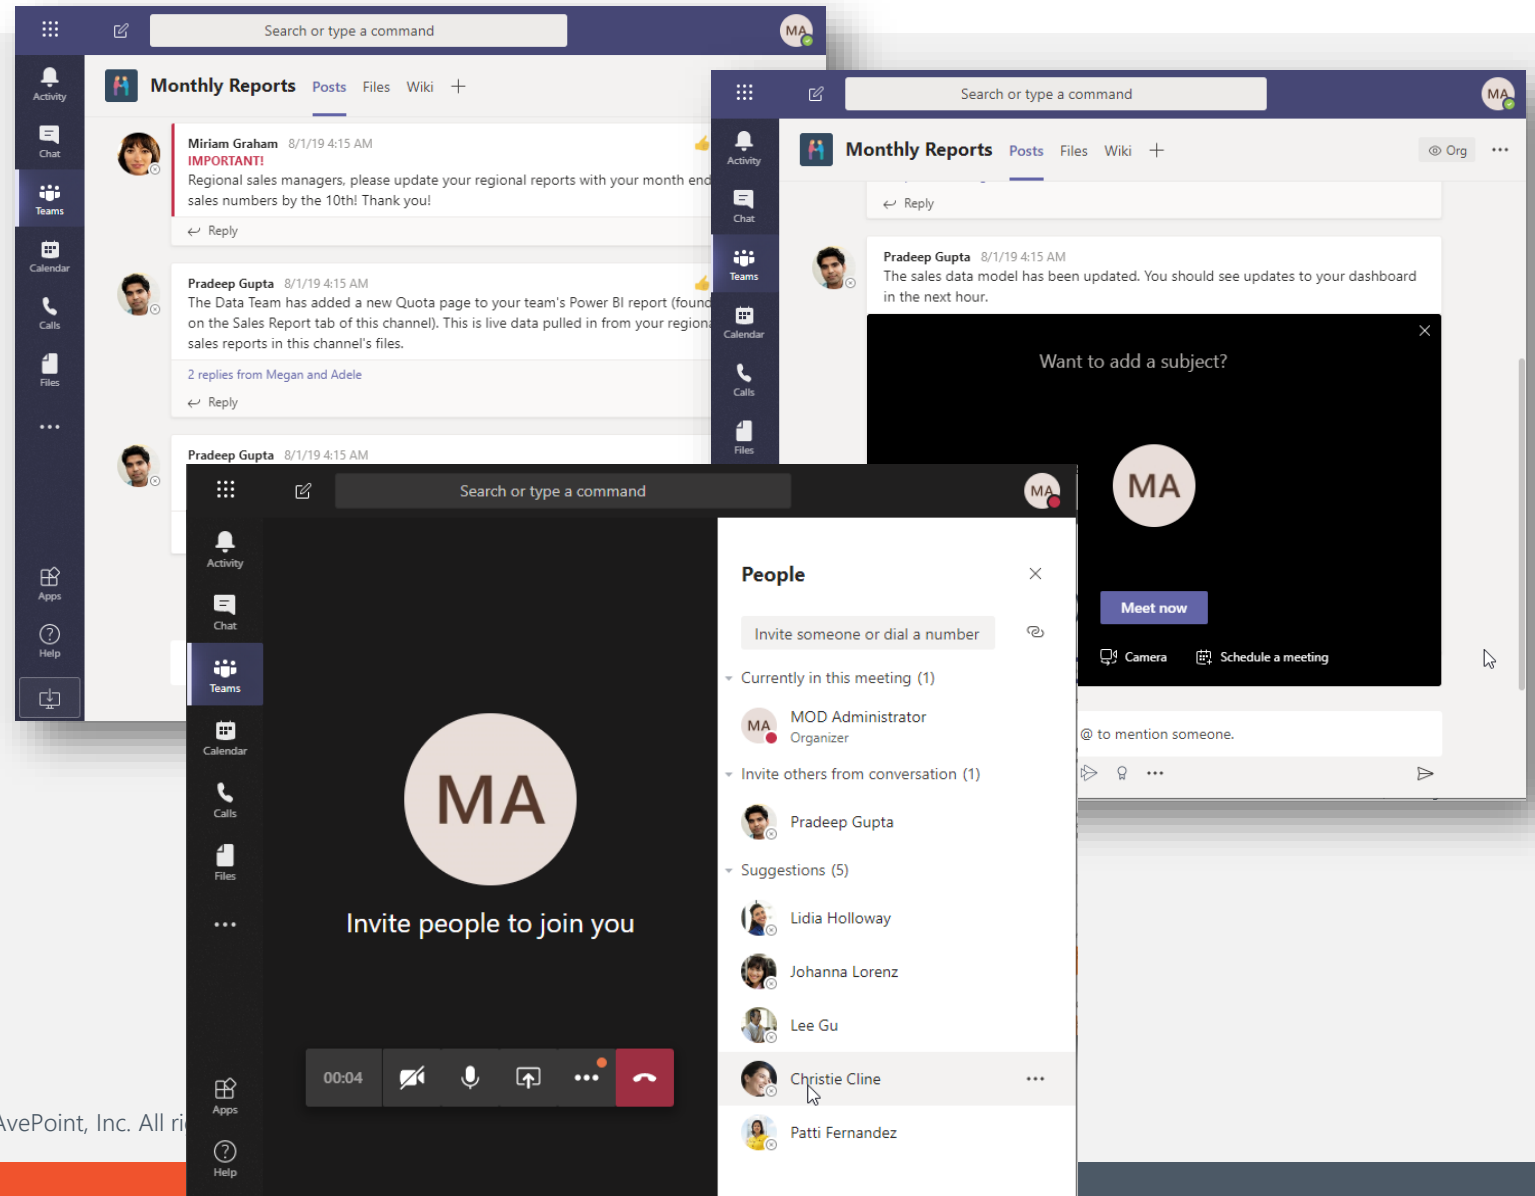 Search or type a command
MA
Activity
Chat
Teams
Calendar
Calls
Files
Apps
Help
Monthly Reports Posts Files Wiki
Miriam Graham 8/1/19 4:15 AM
IMPORTANT!
Regional sales managers, please update your regional reports with your month end
sales numbers by the 10th! Thank you!
Reply
Pradeep Gupta 8/1/19 4:15 AM
The Data Team has added a new Quota page to your team's Power BI report (found
on the Sales Report tab of this channel). This is live data pulled in from your regional
sales reports in this channel's files.
2 replies from Megan and Adele
Reply
Pradeep Gupta 8/1/19 4:15 AM
Search or type a command
MA
Activity
Chat
Teams
Calendar
Calls
Files
Monthly Reports Posts Files Wiki
Org
Reply
Pradeep Gupta 8/1/19 4:15 AM
The sales data model has been updated. You should see updates to your dashboard
in the next hour.
Want to add a subject?
MA
Meet now
Camera
Schedule a meeting
@ to mention someone.
Search or type a command
MA
Activity
Chat
Teams
Calendar
Calls
Files
Apps
Help
MA
Invite people to join you
00:04
People
Invite someone or dial a number
Currently in this meeting (1)
MA
MOD Administrator
Organizer
Invite others from conversation (1)
Pradeep Gupta
Suggestions (5)
Lidia Holloway
Johanna Lorenz
Lee Gu
Christie Cline
Patti Fernandez
AvePoint, Inc. All